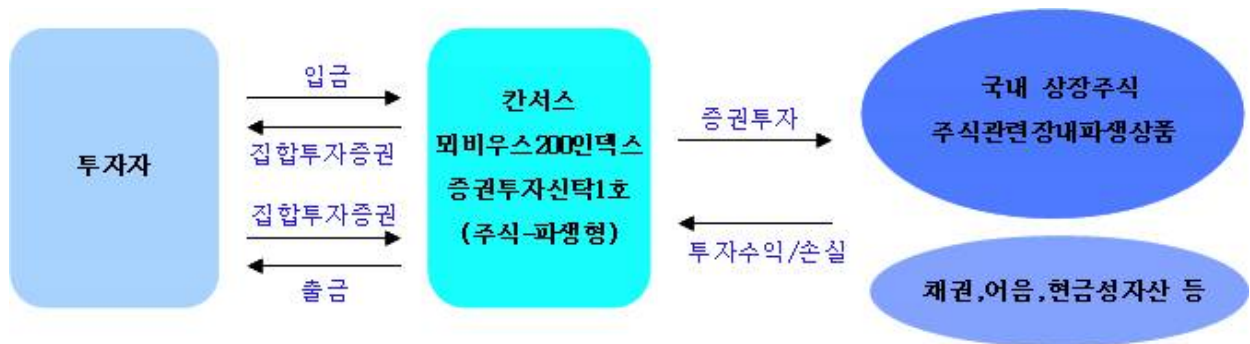 투자자
입금
집합투자증권
집합투자증권
출금
칸서스
뫼비우스200인덱스
증권투자신탁1호
(주식-파생형)
증권투자
투자수익/손실
국내 상장주식
주식관련장내파생상품
채권,어음,현금성자산 등